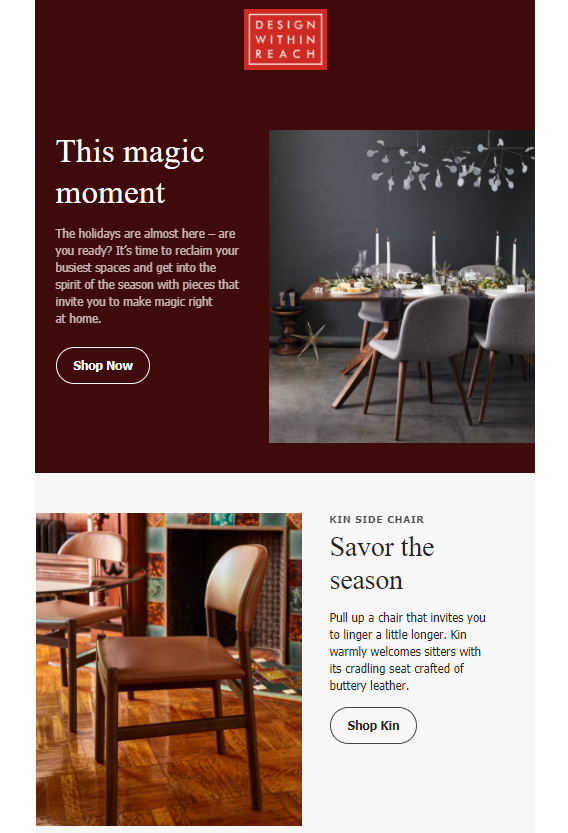 DESIGN
WITHIN
REACH
This magic
moment
The holidays are almost here – are
you ready? It’s time to reclaim your
busiest spaces and get into the
spirit of the season with pieces that
invite you to make magic right
at home.
Shop Now
KIN SIDE CHAIR
Savor the
season
Pull up a chair that invites you
to linger a little longer. Kin
warmly welcomes sitters with
its cradling seat crafted of
buttery leather.
Shop Kin